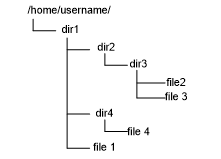 /home/username/
dir1
dir2
dir3
file2
file 3
dir4
file 4
file 1